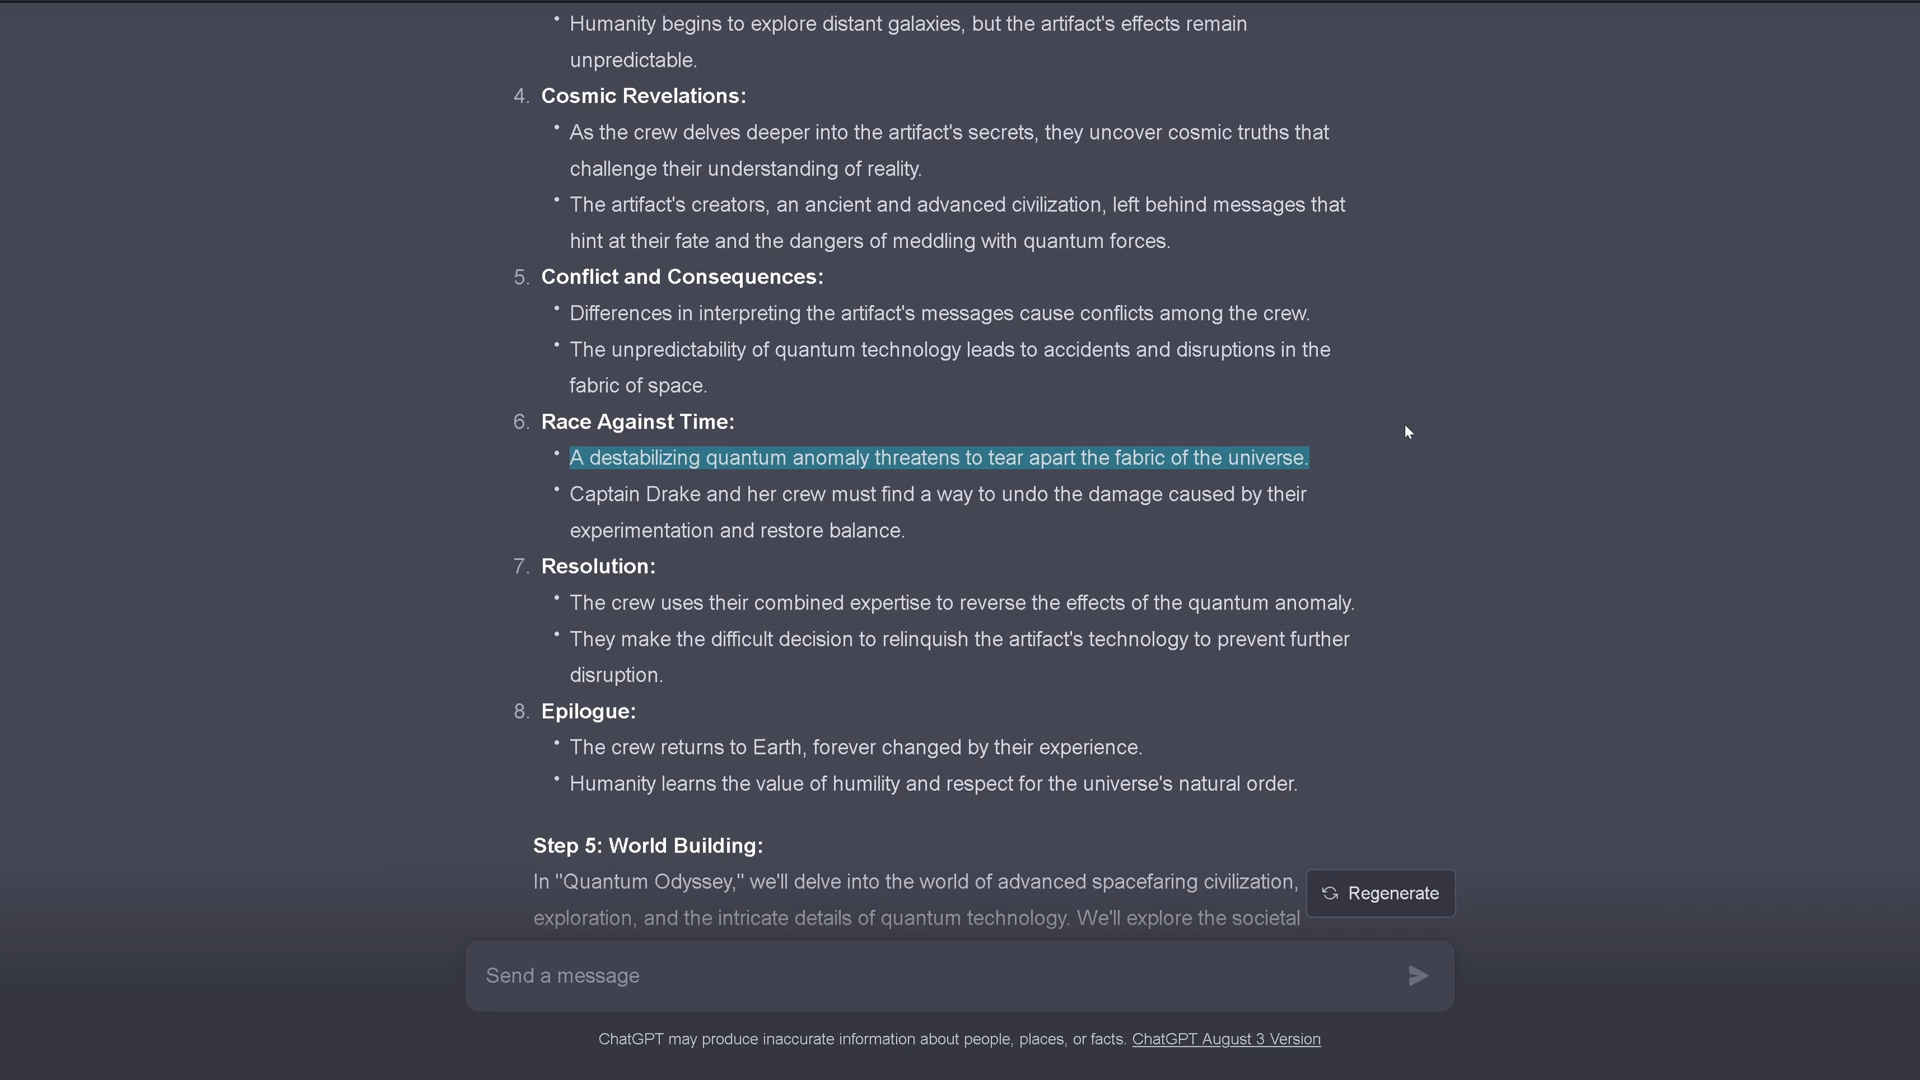 • Humanity begins to explore distant galaxies, but the artifact's effects remain
unpredictable.
4. Cosmic Revelations:
• As the crew delves deeper into the artifact's secrets, they uncover cosmic truths that
challenge their understanding of reality.
• The artifact's creators, an ancient and advanced civilization, left behind messages that
hint at their fate and the dangers of meddling with quantum forces.
5. Conflict and Consequences:
• Differences in interpreting the artifact's messages cause conflicts among the crew.
• The unpredictability of quantum technology leads to accidents and disruptions in the
fabric of space.
6. Race Against Time:
• A destabilizing quantum anomaly threatens to tear apart the fabric of the universe.
• Captain Drake and her crew must find a way to undo the damage caused by their
experimentation and restore balance.
7. Resolution:
• The crew uses their combined expertise to reverse the effects of the quantum anomaly.
• They make the difficult decision to relinquish the artifact's technology to prevent further
disruption.
8. Epilogue:
• The crew returns to Earth, forever changed by their experience.
• Humanity learns the value of humility and respect for the universe's natural order.
Step 5: World Building:
In "Quantum Odyssey," we'll delve into the world of advanced spacefaring civilization,
Regenerate
exploration, and the intricate details of quantum technology. We'll explore the societal
Send a message
ChatGPT may produce inaccurate information about people, places, or facts. ChatGPT August 3 Version